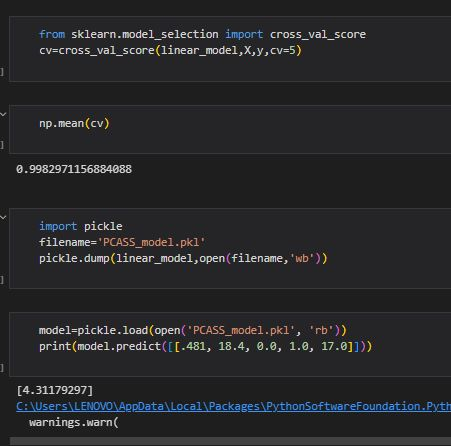 from sklearn.model_selection import cross_val_score
cv=cross_val_score(linear_model,X,y,cv=5)
]
np.mean(cv)
]
0.9982971156884088
import pickle
filename='PCASS_model.pkl'
pickle.dump(linear_model,open(filename,'wb'))
]
model=pickle.load(open('PCASS_model.pkl', 'rb'))
print(model.predict([[.481, 18.4, 0.0, 1.0, 17.0]]))
]
[4.31179297]
C:\Users\LENOVO\AppData\Local\Packages\PythonSoftwareFoundation.Pyth
warnings.warn(